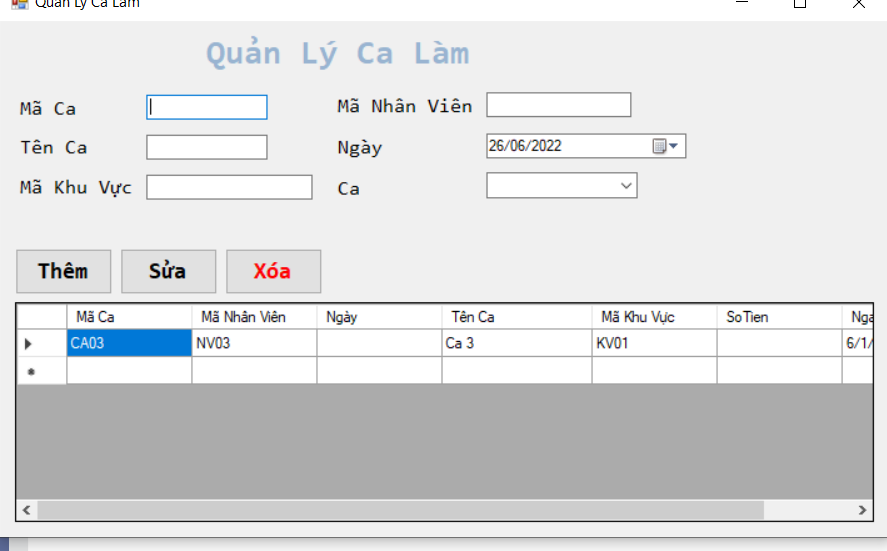 Quản Lý Ca Làm
Quản Lý Ca Làm
Mã Ca
Mã Nhân Viên
Tên Ca
Ngày
26/06/2022
Mã Khu Vực
Ca
Thêm Sửa Xóa
Mã Ca Mã Nhân Viên Ngày Tên Ca Mã Khu Vực SoTien Nga
CA03 NV03 Ca 3 KV01 6/1/